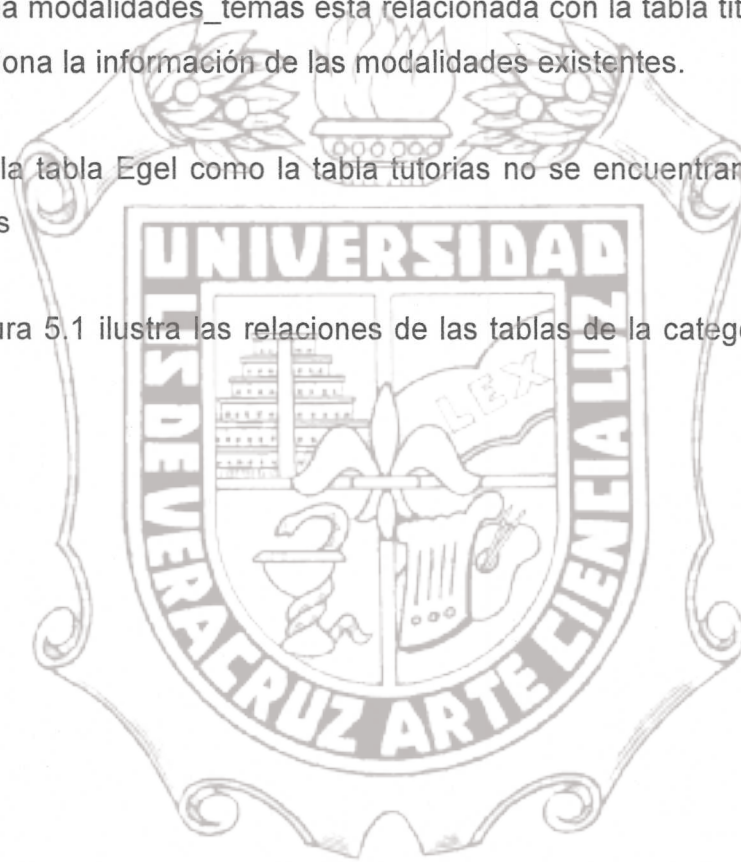 a modalidades_temas está relacionada con la tabla tit
iona la información de las modalidades existentes.
la tabla Egel como la tabla tutorías no se encuentran
s
ura 5.1 ilustra las relaciones de las tablas de la catego
UNIVERSIDAD
LIS DE VERACRUZ ARTE CIENCIA LUZ
LEX